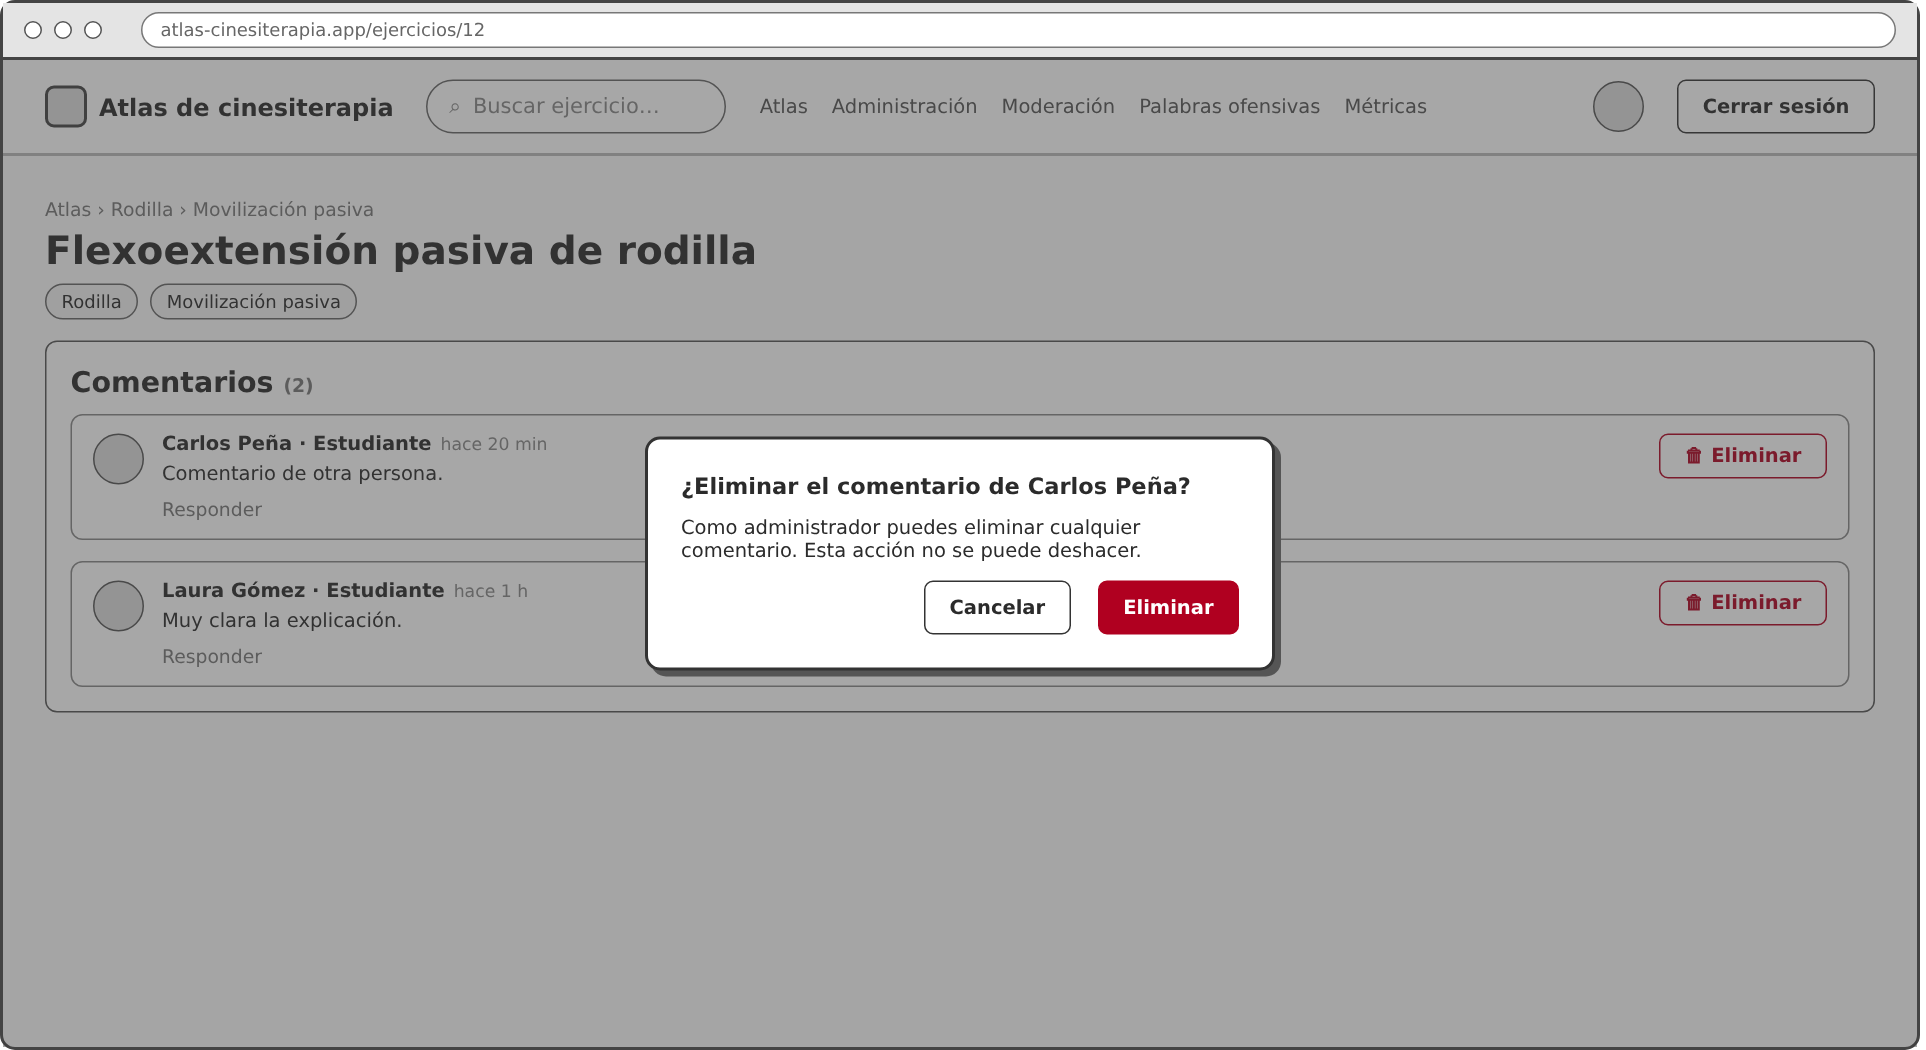 atlas-cinesiterapia.app/ejercicios/12
Atlas de cinesiterapia
Buscar ejercicio...
Atlas Administración Moderación Palabras ofensivas Métricas
Cerrar sesión
Atlas › Rodilla › Movilización pasiva
Flexoextensión pasiva de rodilla
Rodilla Movilización pasiva
Comentarios (2)
Carlos Peña · Estudiante hace 20 min
Comentario de otra persona.
Responder
Eliminar
Laura Gómez · Estudiante hace 1 h
Muy clara la explicación.
Responder
Eliminar
¿Eliminar el comentario de Carlos Peña?
Como administrador puedes eliminar cualquier
comentario. Esta acción no se puede deshacer.
Cancelar Eliminar